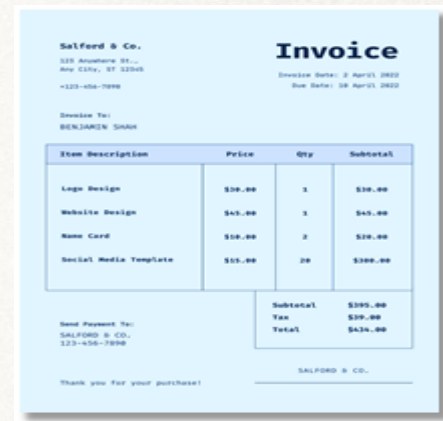 Salford & Co.
Invoice
123 Anywhere St.,
Any City, ST 12345
Invoice Date: 2 April 2022
+123-456-7890
Due Date: 10 April 2022
Invoice To:
BENJAMIN SHAH
Item Description Price Qty Subtotal
Logo Design $30.00 1 $30.00
Website Design $45.00 1 $45.00
Name Card $10.00 2 $20.00
Social Media Template $15.00 20 $300.00
Subtotal $395.00
Tax $39.00
Total $434.00
Send Payment To:
SALFORD & CO.
123-456-7890
SALFORD & CO.
Thank you for your purchase!